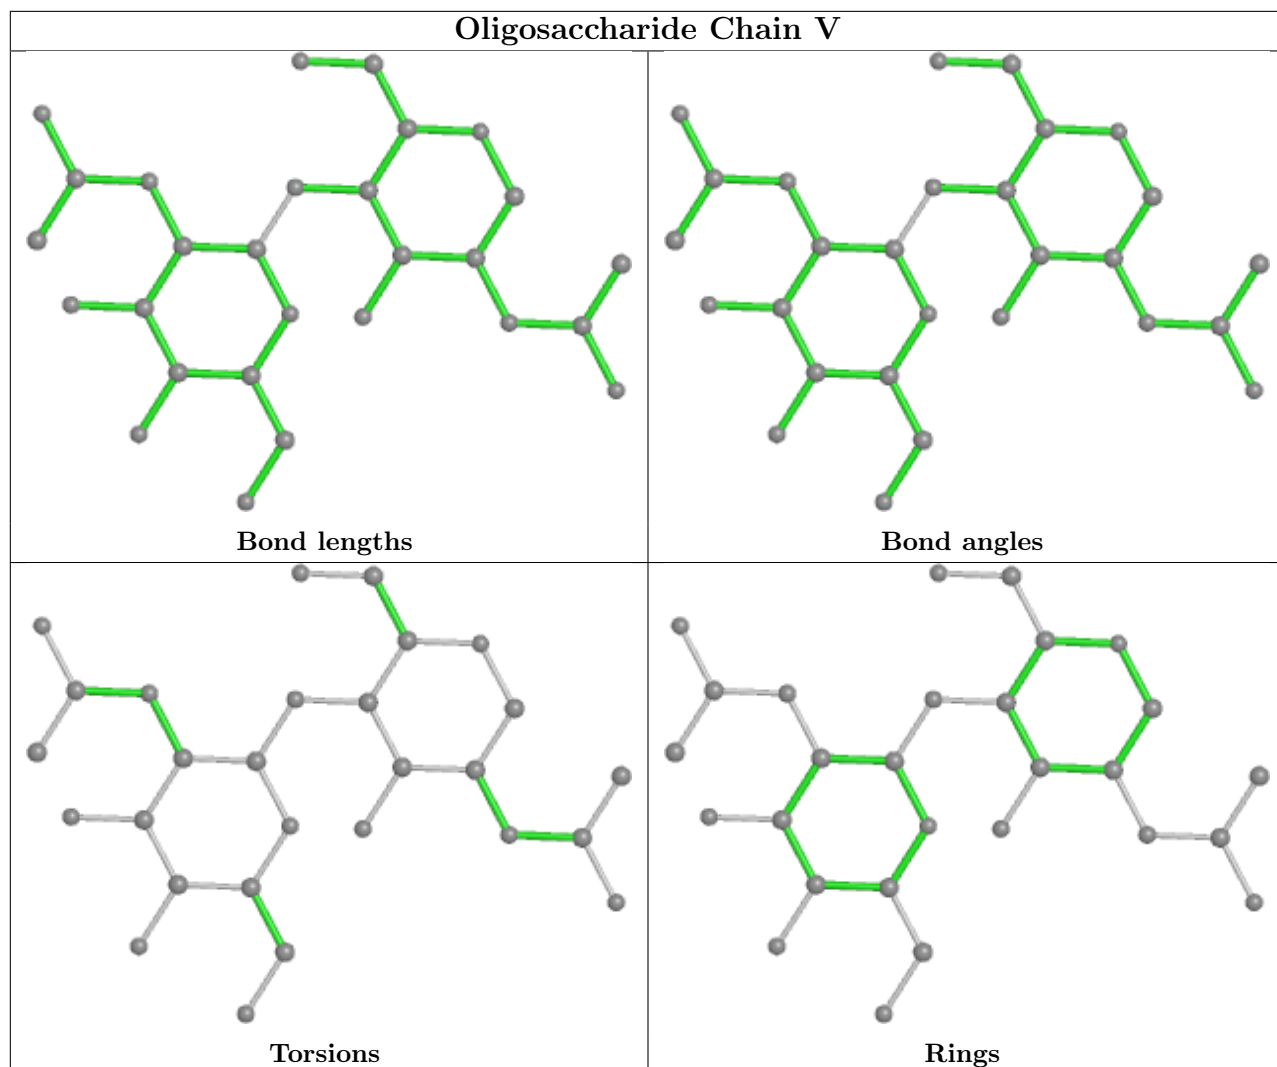 Oligosaccharide Chain V
Bond lengths
Bond angles
Torsions
Rings